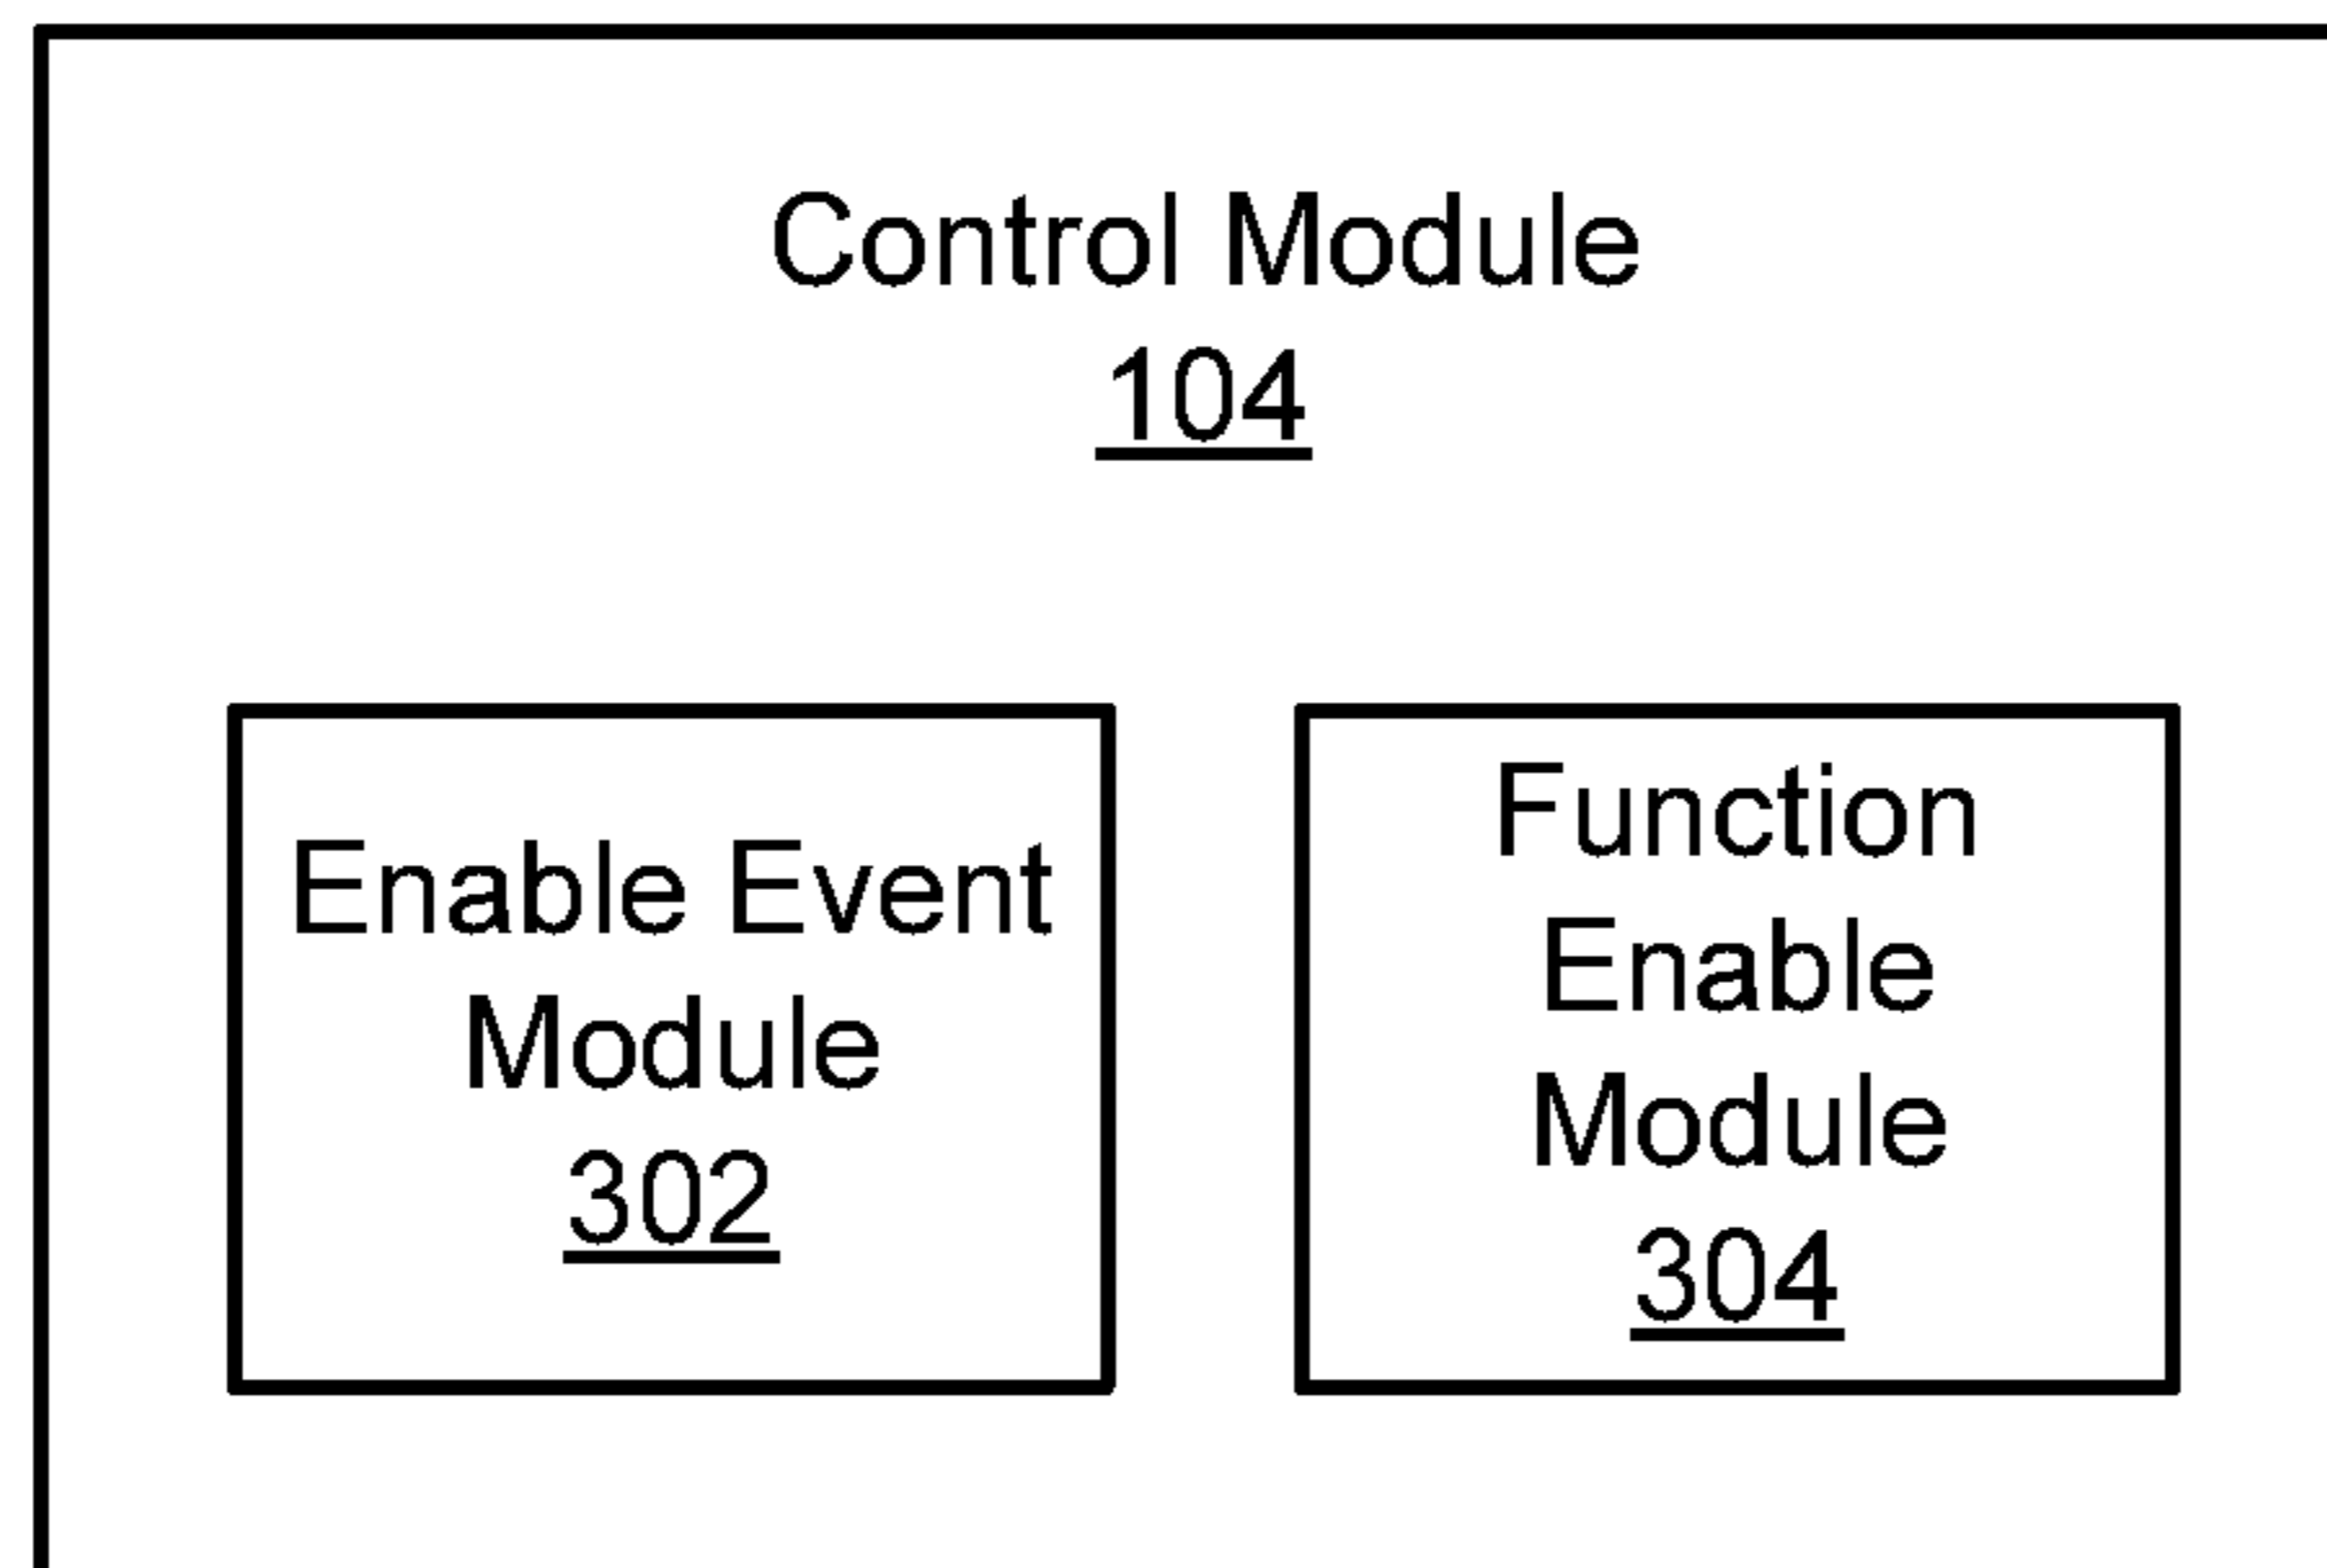 Control Module
104
Enable Event
Module
302
Function
Enable
Module
304